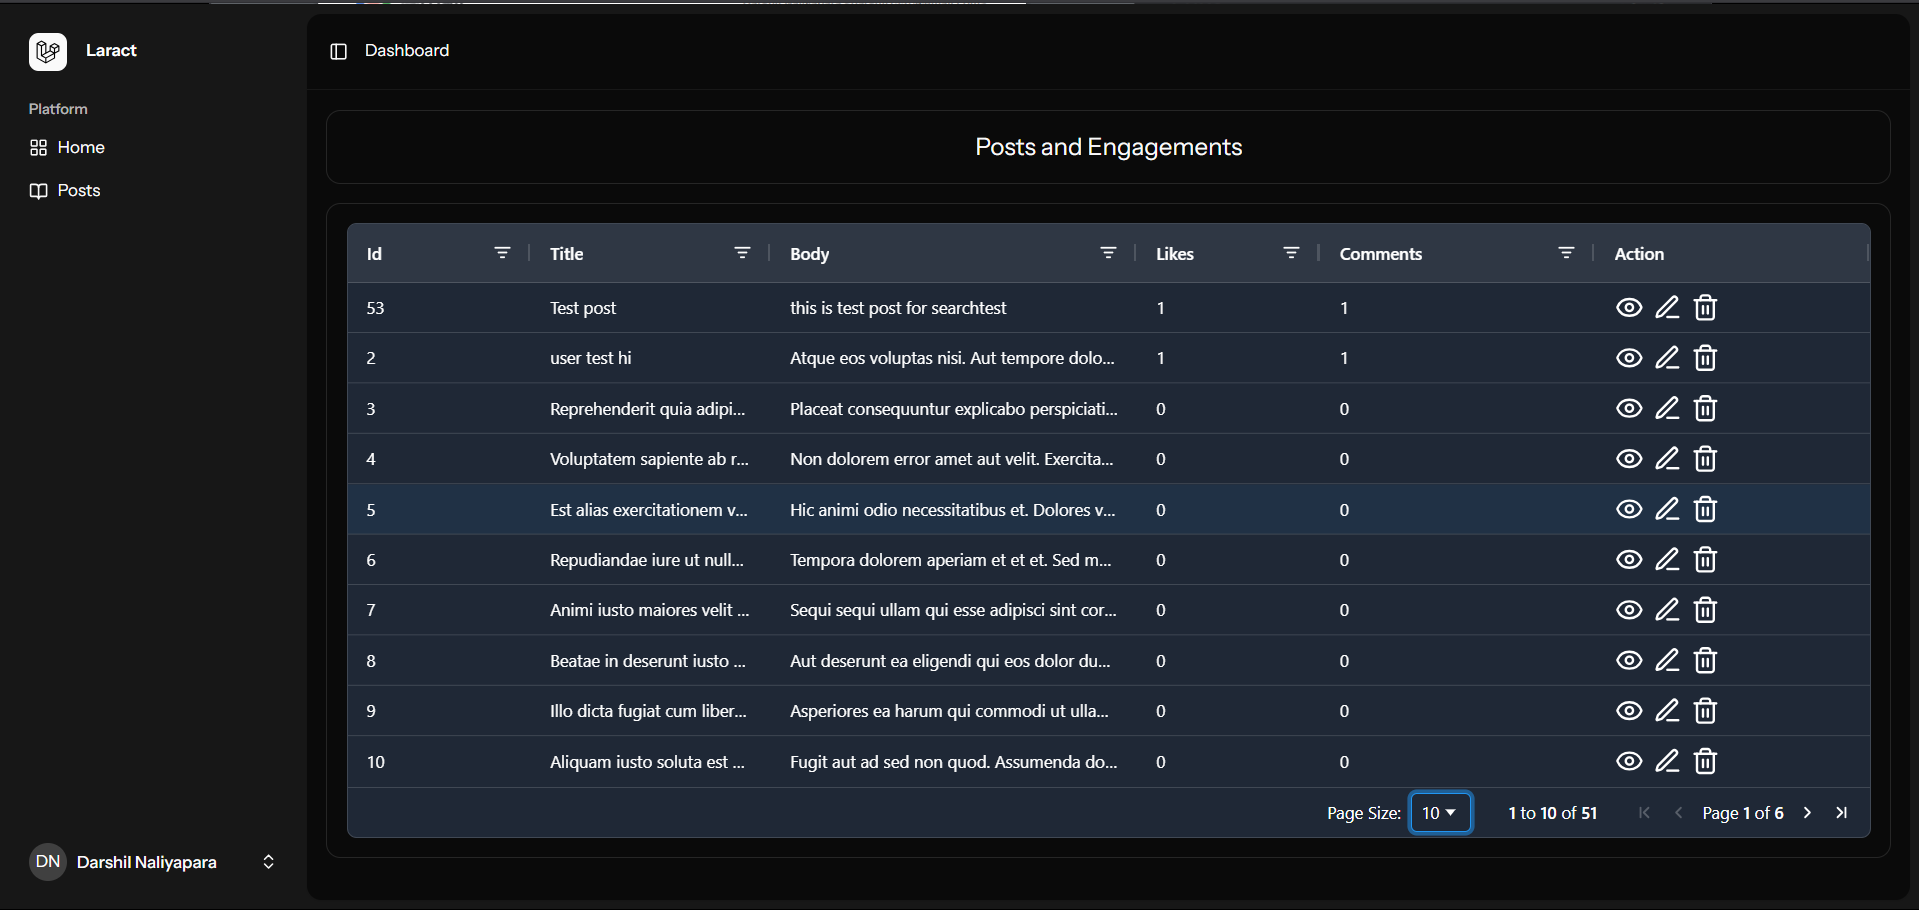 Laract
Dashboard
Platform
Home
Posts
Posts and Engagements
Id Title Body Likes Comments Action
53 Test post this is test post for searchtest 1 1
2 user test hi Atque eos voluptas nisi. Aut tempore dolo... 1 1
3 Reprehenderit quia adipi... Placeat consequuntur explicabo perspiciati... 0 0
4 Voluptatem sapiente ab r... Non dolorem error amet aut velit. Exercita... 0 0
5 Est alias exercitationem v... Hic animi odio necessitatibus et. Dolores v... 0 0
6 Repudiandae iure ut null... Tempora dolorem aperiam et et et. Sed m... 0 0
7 Animi iusto maiores velit ... Sequi sequi ullam qui esse adipisci sint cor... 0 0
8 Beatae in deserunt iusto ... Aut deserunt ea eligendi qui eos dolor du... 0 0
9 Illo dicta fugiat cum liber... Asperiores ea harum qui commodi ut ulla... 0 0
10 Aliquam iusto soluta est ... Fugit aut ad sed non quod. Assumenda do... 0 0
Page Size: 10 1 to 10 of 51 Page 1 of 6
DN Darshil Naliyapara